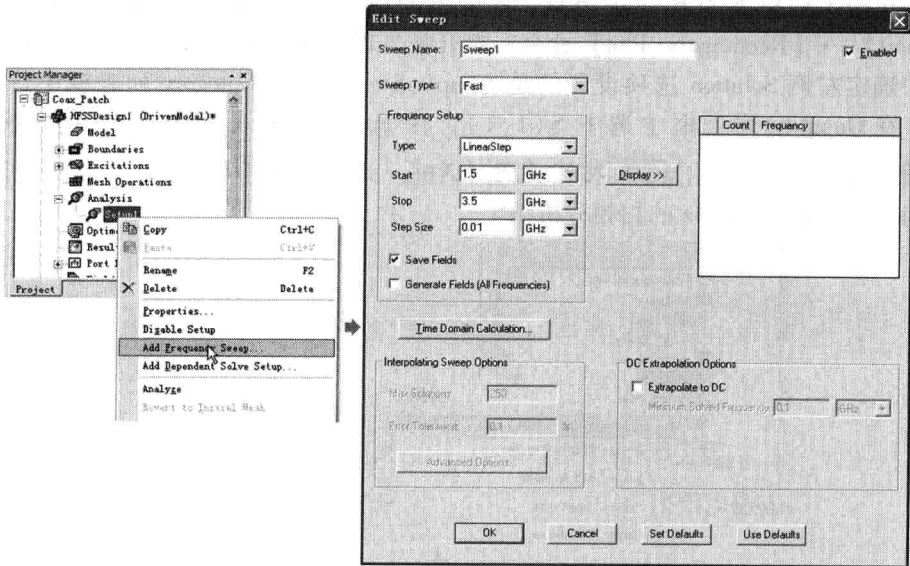 Project Manager
Coax_Patch
HFSSDesign1 (DrivenModal)*
Model
Boundaries
Excitations
Mesh Operations
Analysis
Setup1
Project
Copy Ctrl+C
Paste Ctrl+V
Rename F2
Delete Delete
Properties...
Disable Setup
Add Frequency Sweep...
Add Dependent Solve Setup...
Analyze
Revert to Initial Mesh
Edit Sweep
Sweep Name: Sweep1
Enabled
Sweep Type: Fast
Frequency Setup
Type: LinearStep
Start 1.5 GHz
Stop 3.5 GHz
Step Size 0.01 GHz
Display >>
Count Frequency
Save Fields
Generate Fields (All Frequencies)
Time Domain Calculation...
Interpolating Sweep Options
Max Solutions 250
Error Tolerance 0.1 %
Advanced Options...
DC Extrapolation Options
Extrapolate to DC
Minimum Solved Frequency 0.1 GHz
OK
Cancel
Set Defaults
Use Defaults